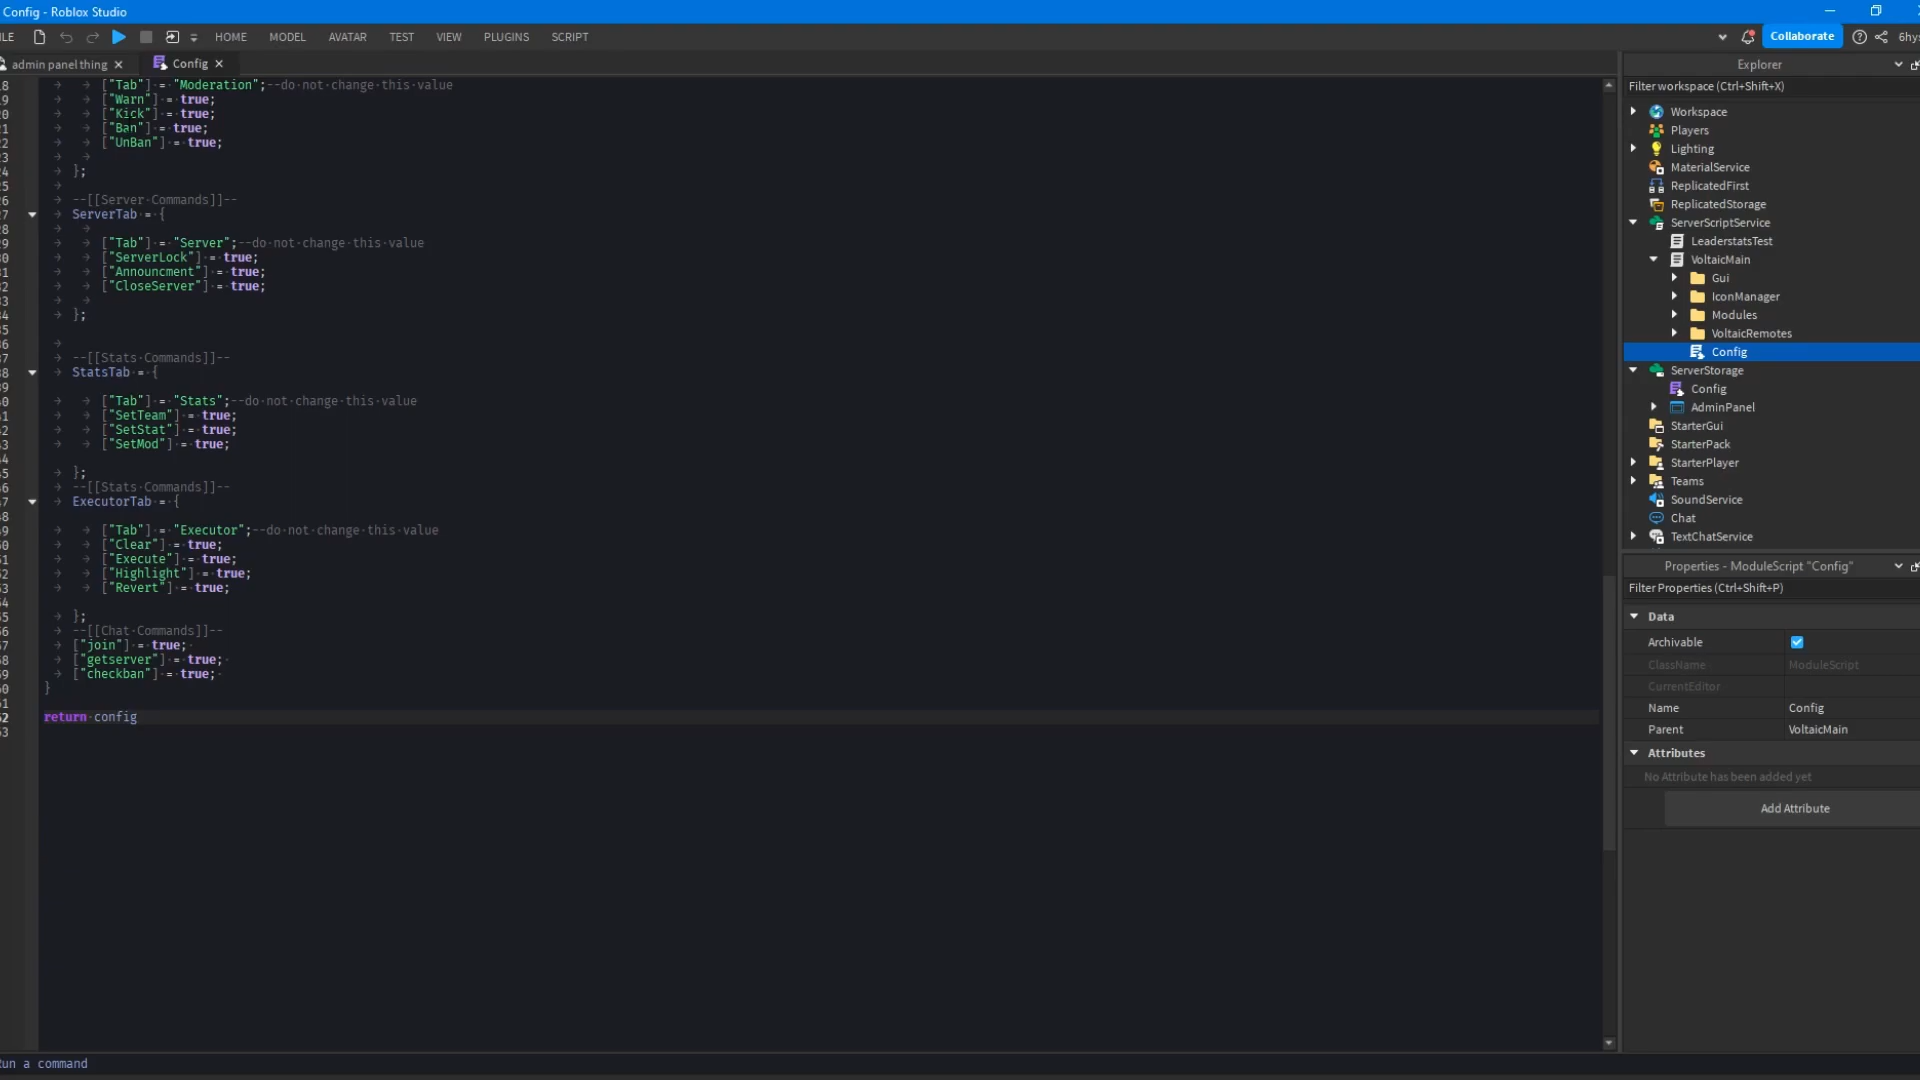 Config - Roblox Studio
ILE HOME MODEL AVATAR TEST VIEW PLUGINS SCRIPT Collaborate 6hys
admin panel thing Config
["Tab"] = "Moderation";--do not change this value
["Warn"] = true;
["Kick"] = true;
["Ban"] = true;
["UnBan"] = true;
};
--[[Server Commands]]--
ServerTab = {
["Tab"] = "Server";--do not change this value
["ServerLock"] = true;
["Announcment"] = true;
["CloseServer"] = true;
};
--[[Stats Commands]]--
StatsTab = {
["Tab"] = "Stats";--do not change this value
["SetTeam"] = true;
["SetStat"] = true;
["SetMod"] = true;
};
--[[Stats Commands]]--
ExecutorTab = {
["Tab"] = "Executor";--do not change this value
["Clear"] = true;
["Execute"] = true;
["Highlight"] = true;
["Revert"] = true;
};
--[[Chat Commands]]--
["join"] = true;
["getserver"] = true;
["checkban"] = true;
}
return config
un a command
Explorer
Filter workspace (Ctrl+Shift+X)
Workspace
Players
Lighting
MaterialService
ReplicatedFirst
ReplicatedStorage
ServerScriptService
LeaderstatsTest
VoltaicMain
Gui
IconManager
Modules
VoltaicRemotes
Config
ServerStorage
Config
AdminPanel
StarterGui
StarterPack
StarterPlayer
Teams
SoundService
Chat
TextChatService
Properties - ModuleScript "Config"
Filter Properties (Ctrl+Shift+P)
Data
Archivable
ClassName ModuleScript
CurrentEditor
Name Config
Parent VoltaicMain
Attributes
No Attribute has been added yet
Add Attribute